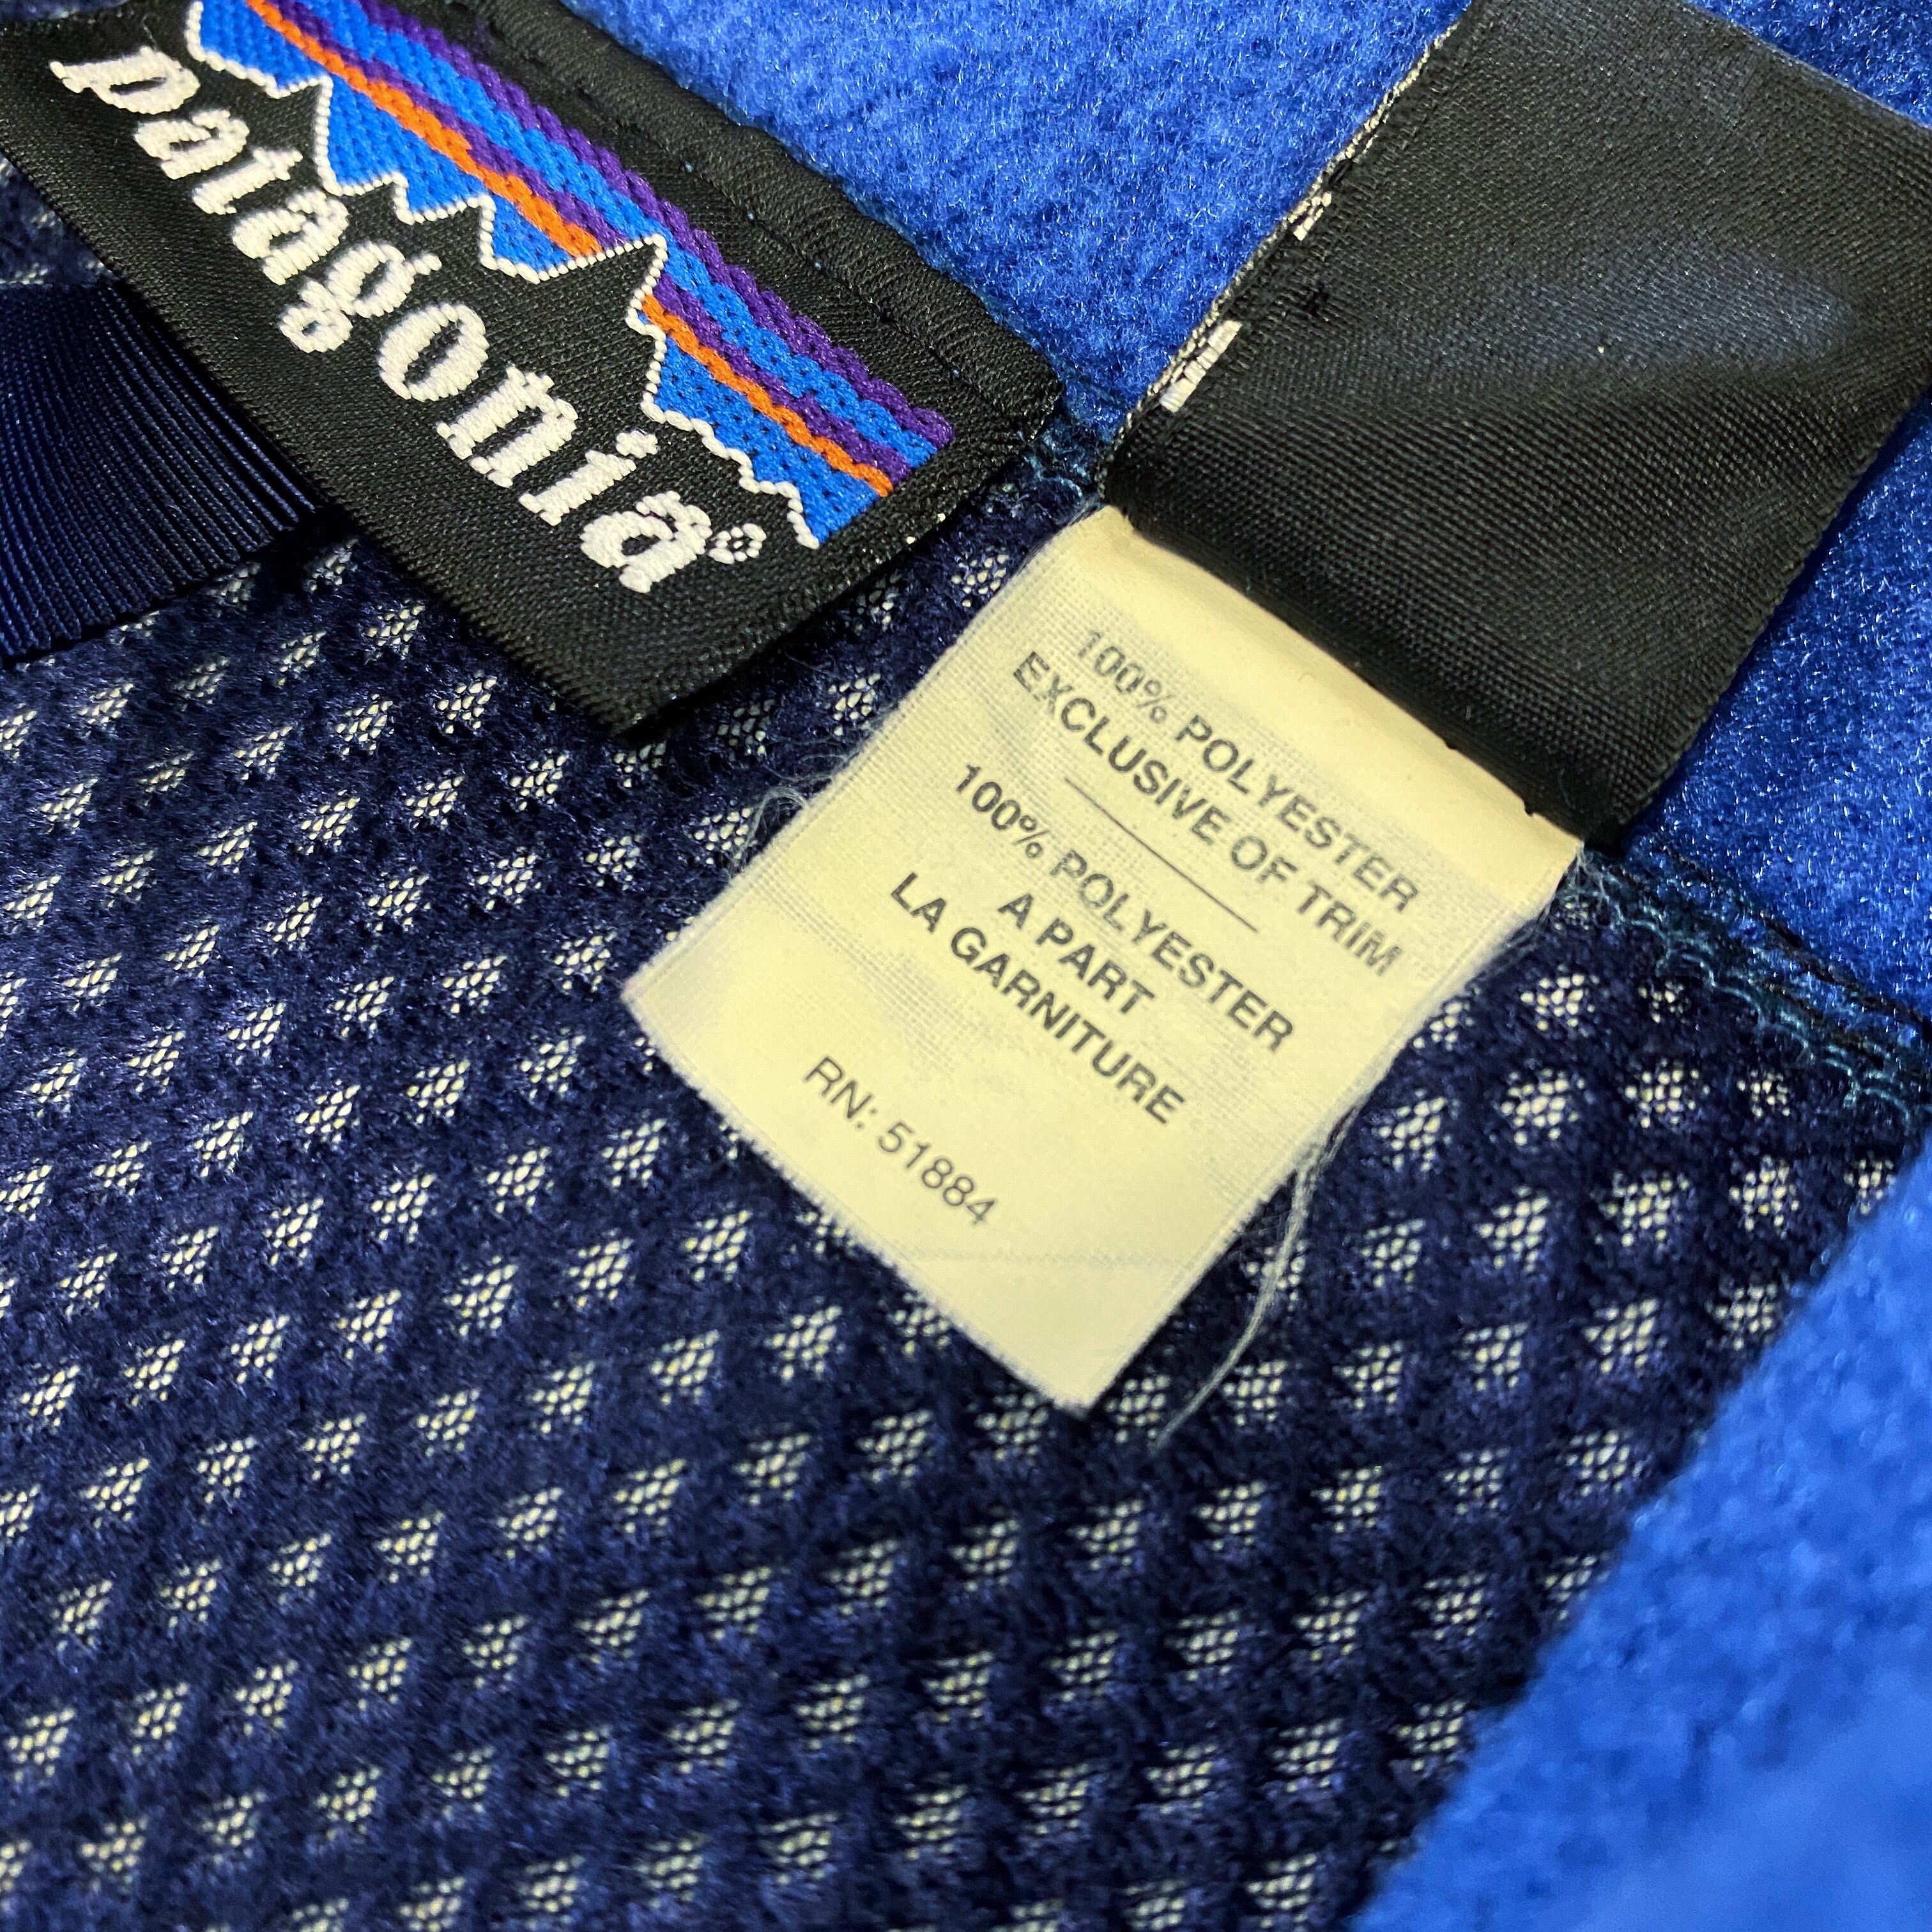 patagonia®
100% POLYESTER
EXCLUSIVE OF TRIM
100% POLYESTER
A PART
LA GARNITURE
RN: 51884